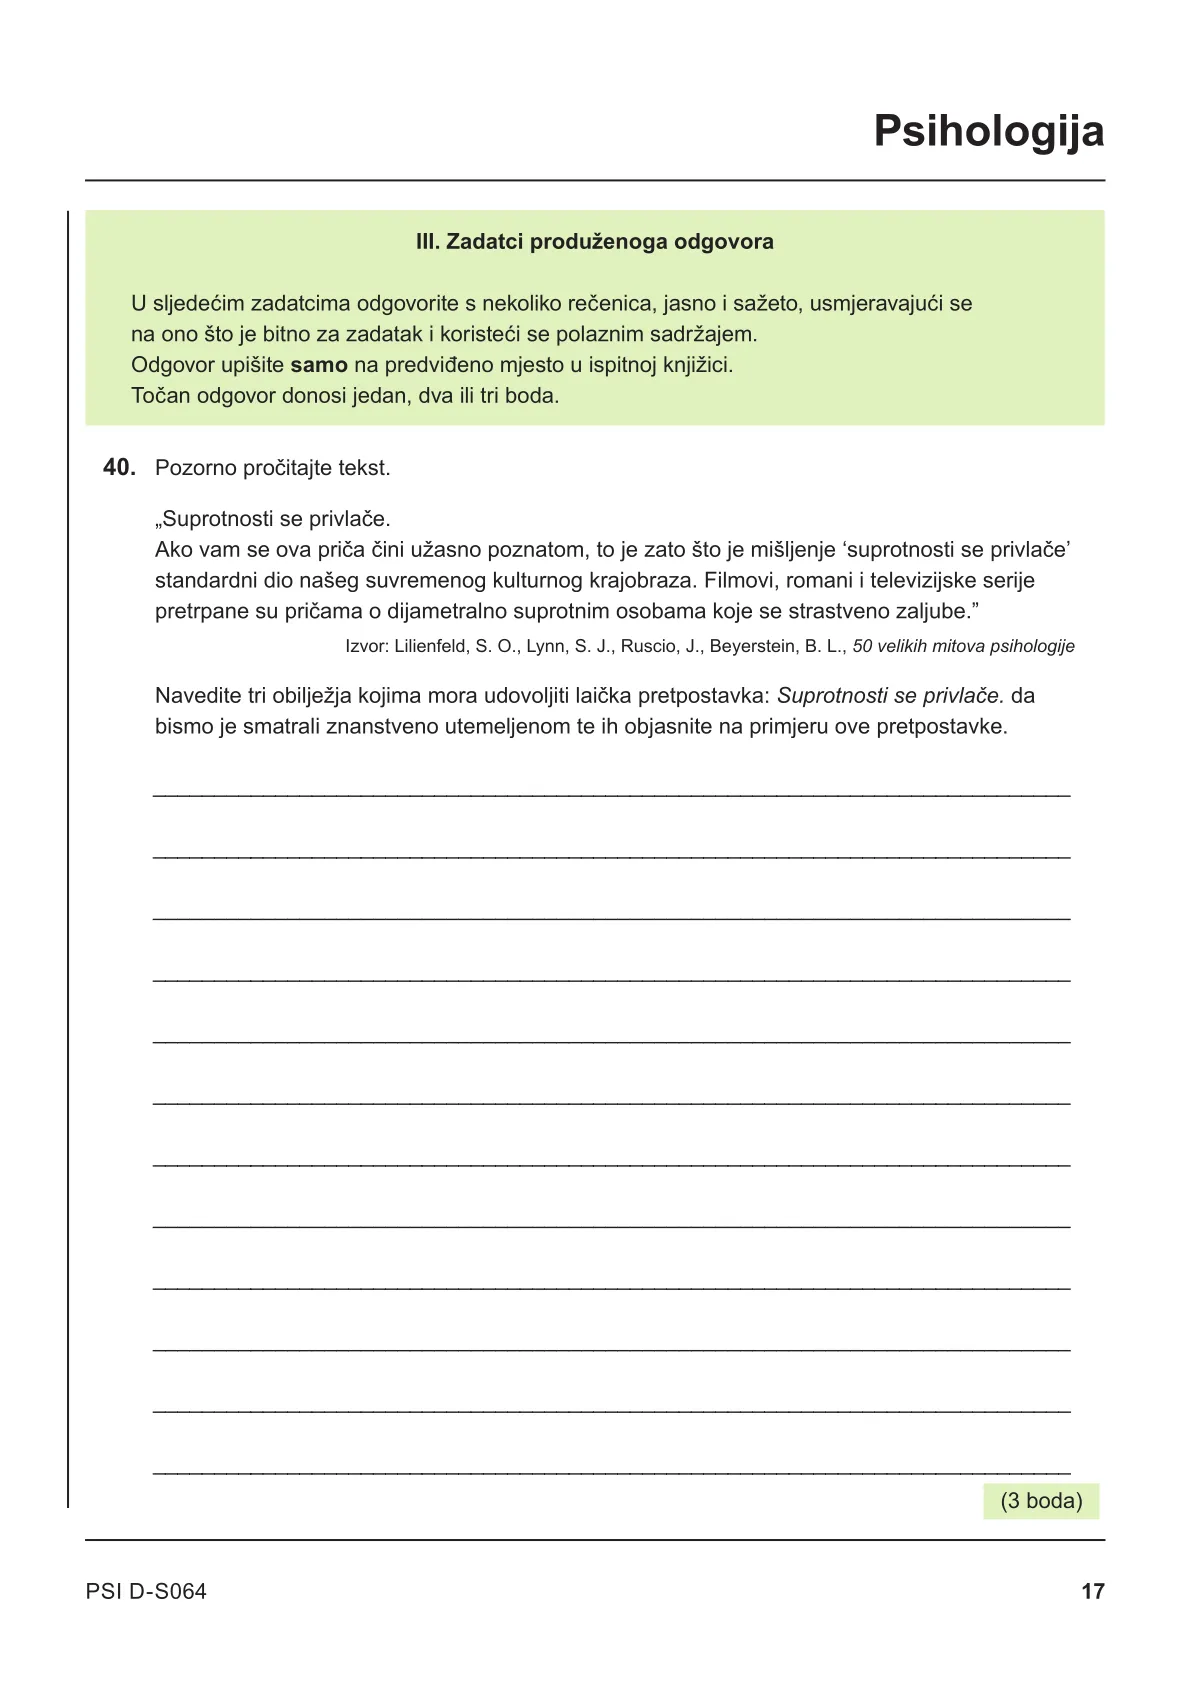 Psihologija
III. Zadatci produženoga odgovora
U sljedećim zadatcima odgovorite s nekoliko rečenica, jasno i sažeto, usmjeravajući se
na ono što je bitno za zadatak i koristeći se polaznim sadržajem.
Odgovor upišite samo na predviđeno mjesto u ispitnoj knjižici.
Točan odgovor donosi jedan, dva ili tri boda.
40. Pozorno pročitajte tekst.
„Suprotnosti se privlače.
Ako vam se ova priča čini užasno poznatom, to je zato što je mišljenje ‘suprotnosti se privlače’
standardni dio našeg suvremenog kulturnog krajobraza. Filmovi, romani i televizijske serije
pretrpane su pričama o dijametralno suprotnim osobama koje se strastveno zaljube.”
Izvor: Lilienfeld, S. O., Lynn, S. J., Ruscio, J., Beyerstein, B. L., 50 velikih mitova psihologije
Navedite tri obilježja kojima mora udovoljiti laička pretpostavka: Suprotnosti se privlače. da
bismo je smatrali znanstveno utemeljenom te ih objasnite na primjeru ove pretpostavke.
(3 boda)
PSI D-S064
17